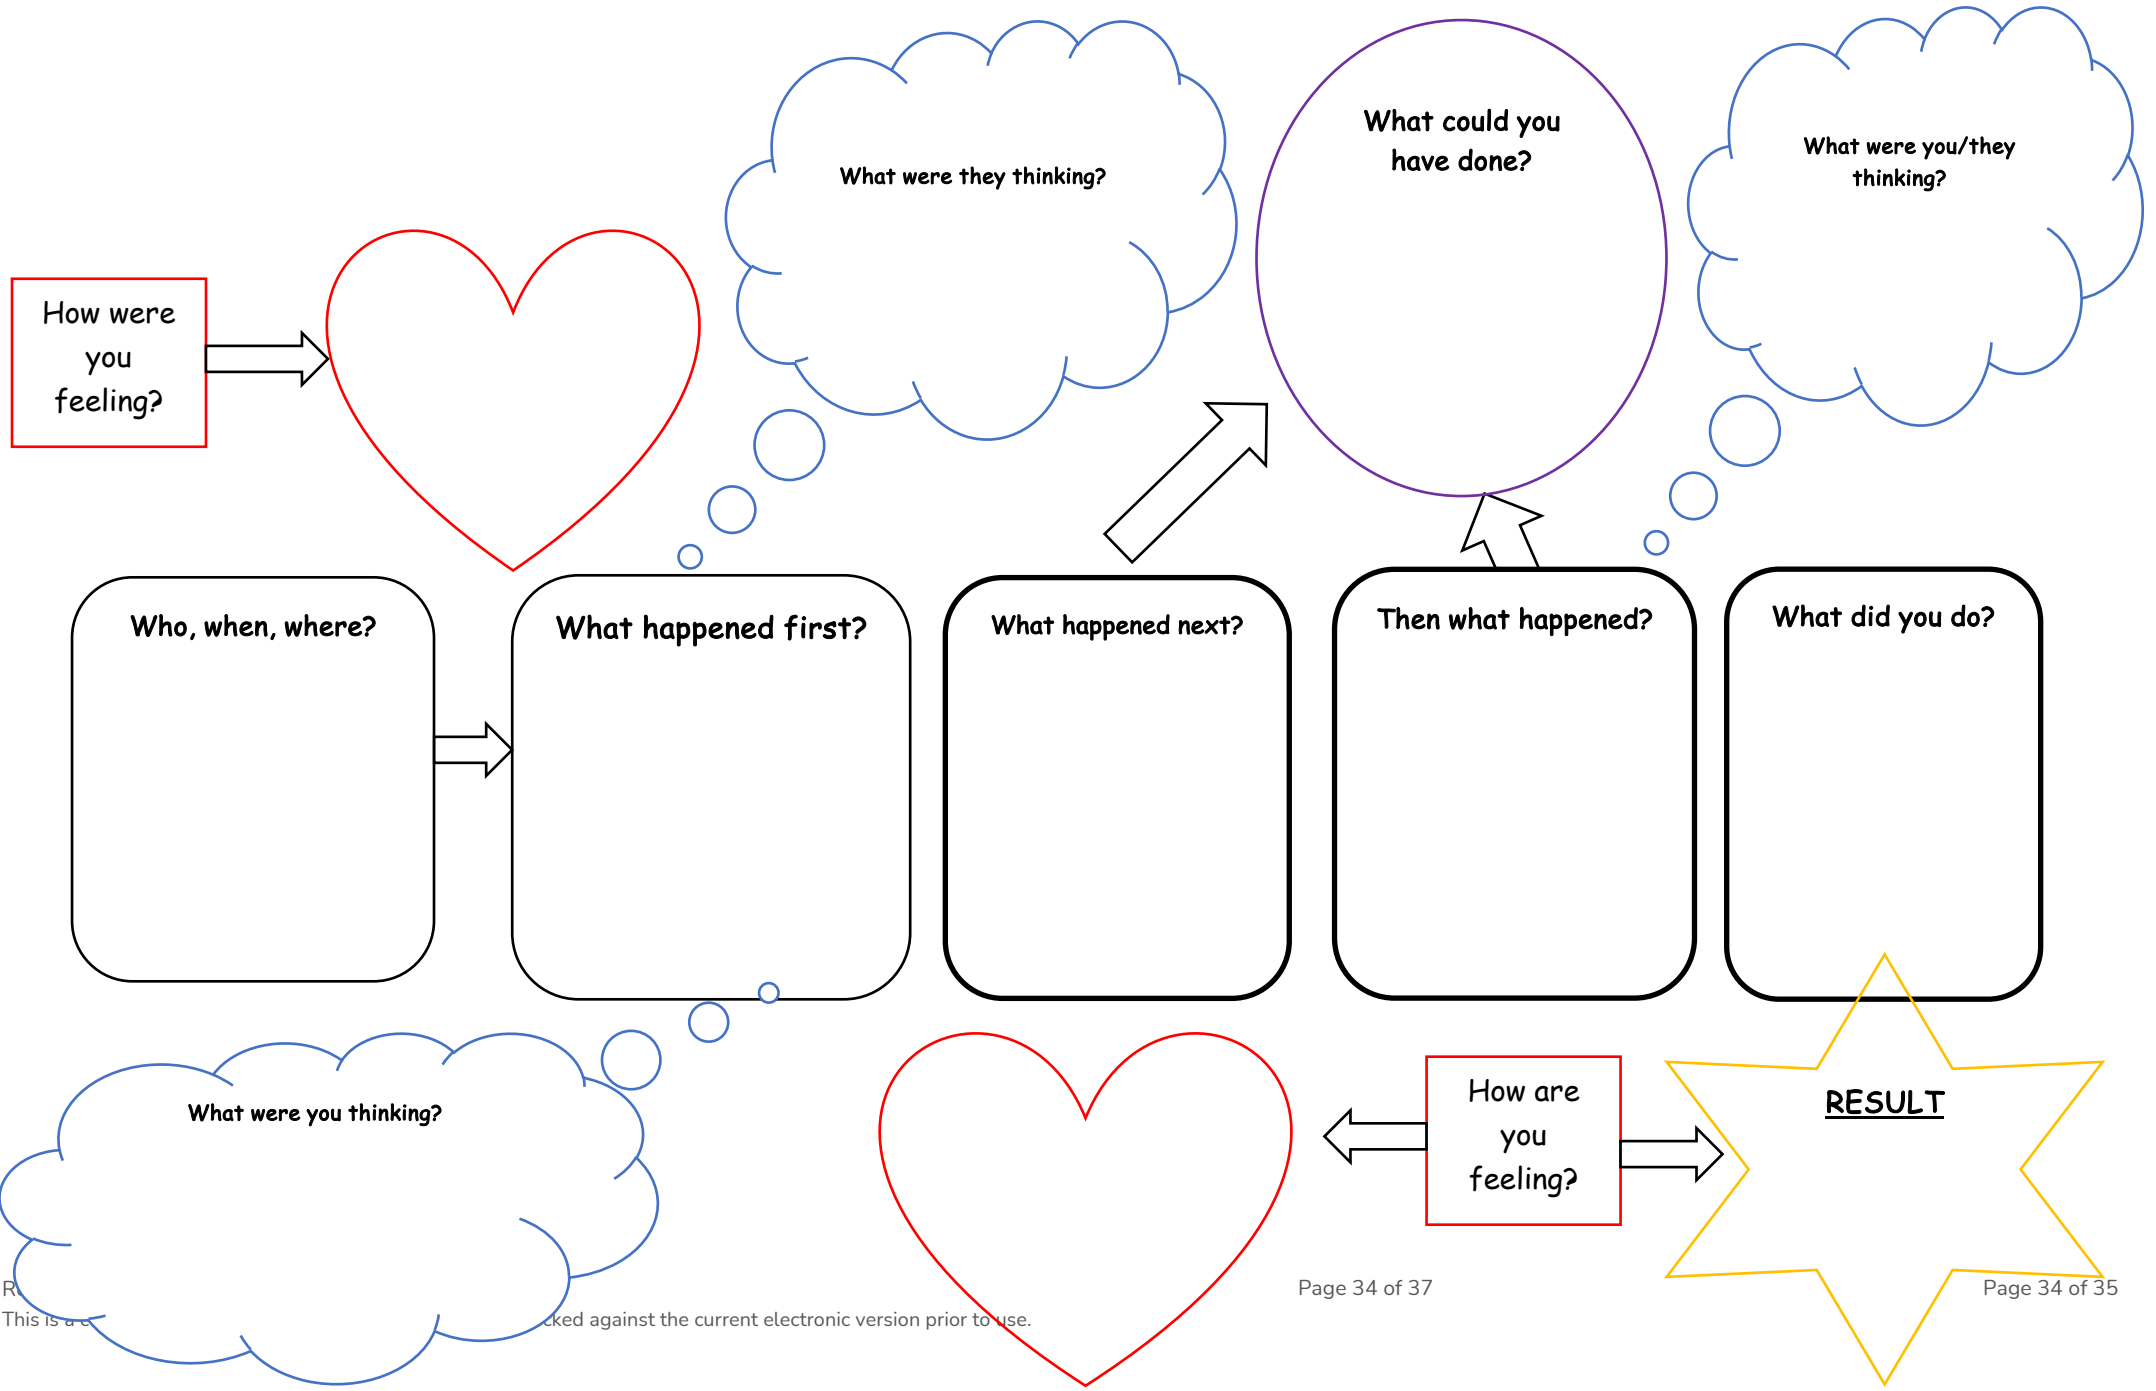 What were they thinking?
What could you
have done?
What were you/they
thinking?
How were
you
feeling?
Who, when, where?
What happened first?
What happened next?
Then what happened?
What did you do?
What were you thinking?
How are
you
feeling?
RESULT
Page 34 of 37
Page 34 of 35
This is a against the current electronic version prior to use.